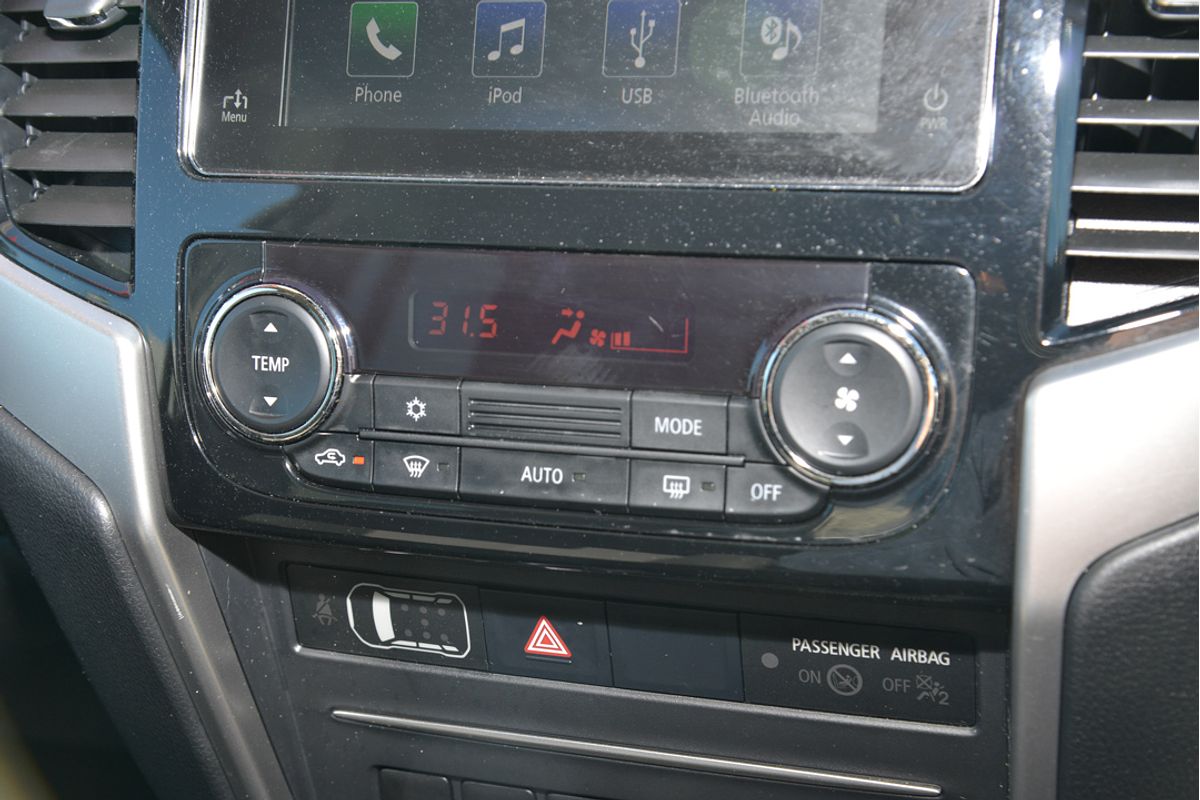 Menu
Phone
iPod
USB
Bluetooth
Audio
PWR
TEMP
31.5
MODE
AUTO
OFF
PASSENGER AIRBAG
ON
OFF
2